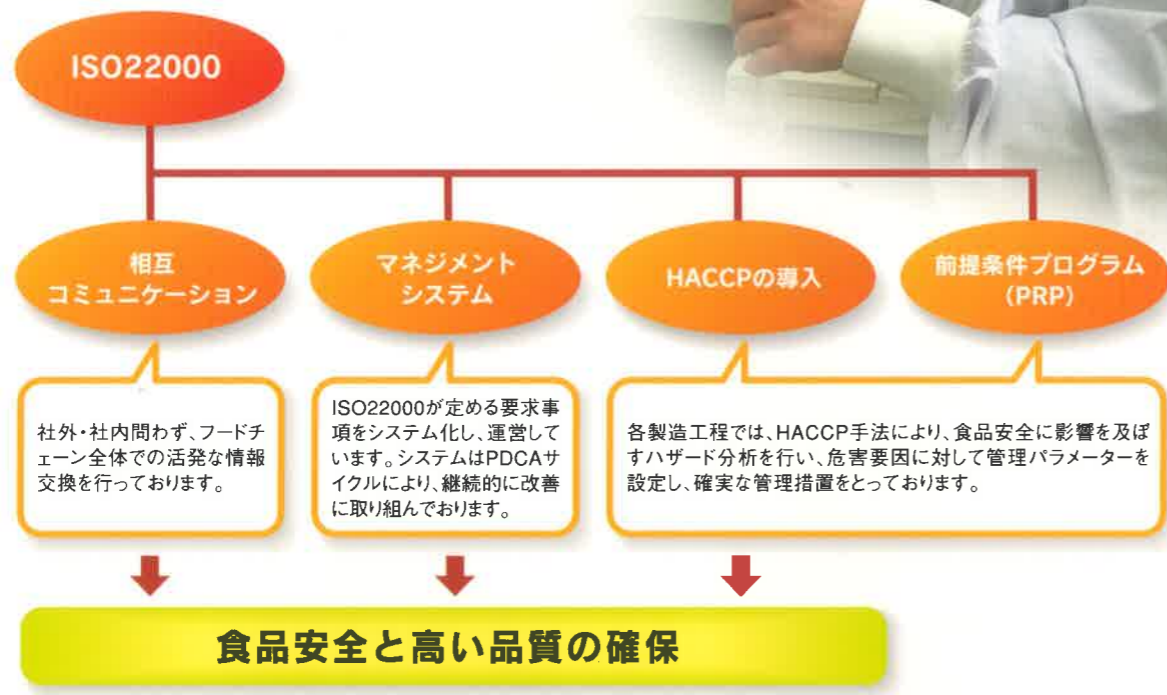 ISO22000
相互
コミュニケーション
マネジメント
システム
HACCPの導入
前提条件プログラム
(PRP)
社外・社内問わず、フードチ
ェーン全体での活発な情報
交換を行っております。
ISO22000が定める要求事
項をシステム化し、運営して
います。システムはPDCAサ
イクルにより、継続的に改善
に取り組んでおります。
各製造工程では、HACCP手法により、食品安全に影響を及ぼ
すハザード分析を行い、危害要因に対して管理パラメーターを
設定し、確実な管理措置をとっております。
食品安全と高い品質の確保